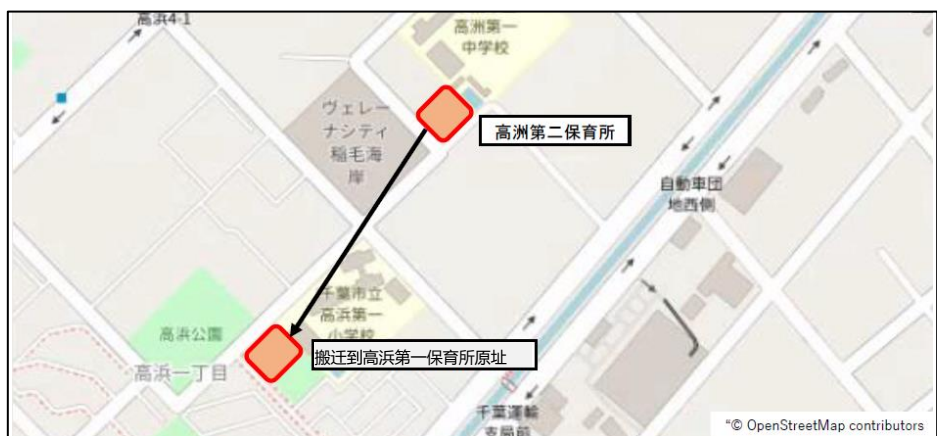 高浜4-1
高洲第一
中学校
ヴェレー
ナシティ
稲毛海
岸
高洲第二保育所
自動車団
地西側
千葉市立
高浜第一
小学校
高浜公園
搬迁到高浜第一保育所原址
高浜一丁目
千葉運輸
支局前
"© OpenStreetMap contributors